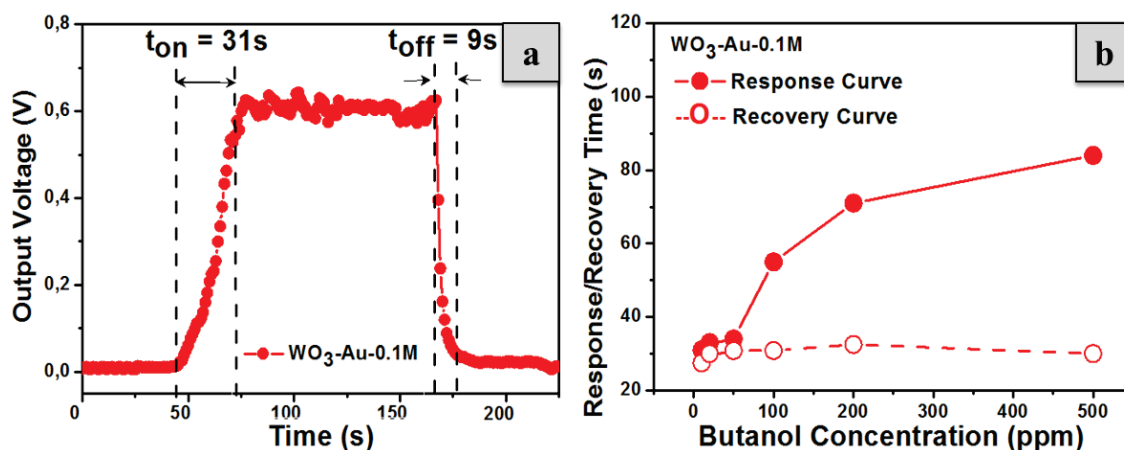 t_on = 31s
t_off = 9s
a
0,8
0,6
0,4
0,2
0,0
Output Voltage (V)
WO3-Au-0.1M
0
50
100
150
200
Time (s)
b
WO3-Au-0.1M
Response Curve
Recovery Curve
120
100
80
60
40
20
Response/Recovery Time (s)
0
100
200
300
400
500
Butanol Concentration (ppm)